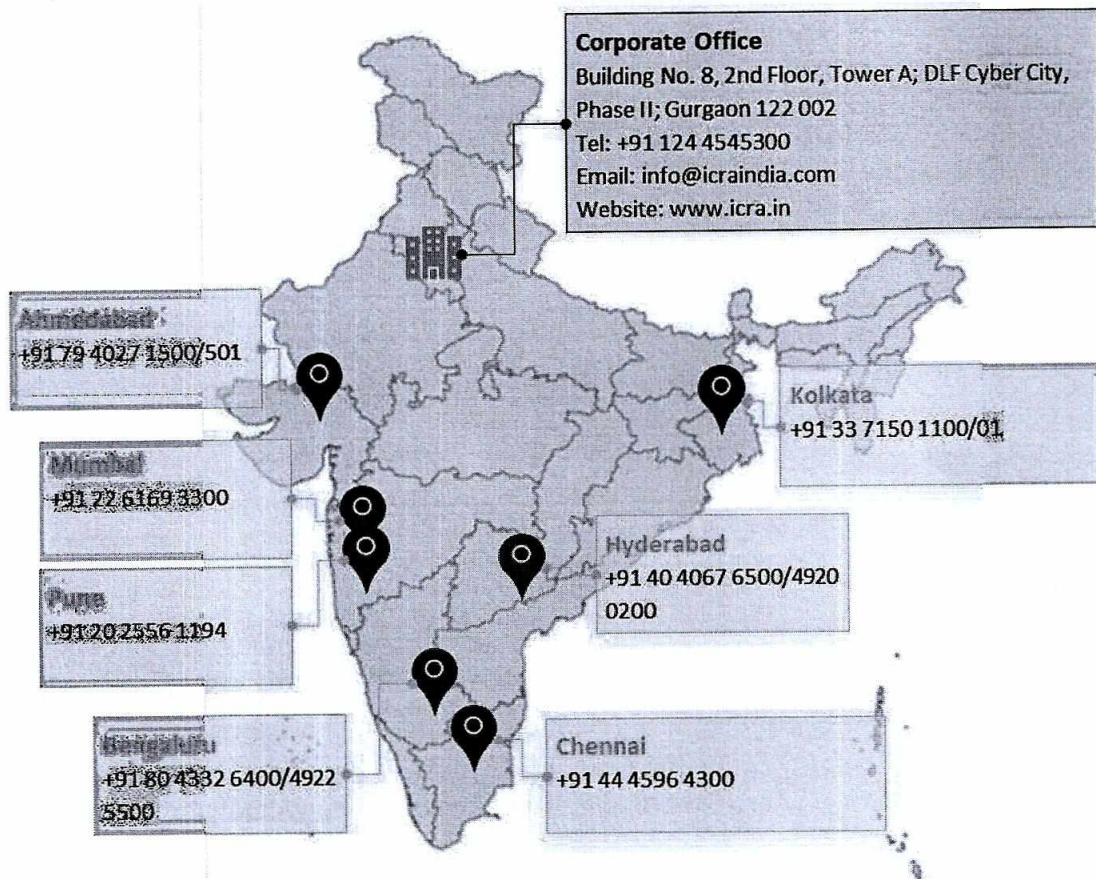 Corporate Office
Building No. 8, 2nd Floor, Tower A; DLF Cyber City,
Phase II; Gurgaon 122 002
Tel: +91 124 4545300
Email: info@icraindia.com
Website: www.icra.in
Ahmedabad
+91 79 4027 1500/501
Kolkata
+91 33 7150 1100/01
Mumbai
+91 22 6169 3300
Hyderabad
+91 40 4067 6500/4920
0200
Pune
+91 20 2556 1194
Bengaluru
+91 80 4332 6400/4922
5500
Chennai
+91 44 4596 4300